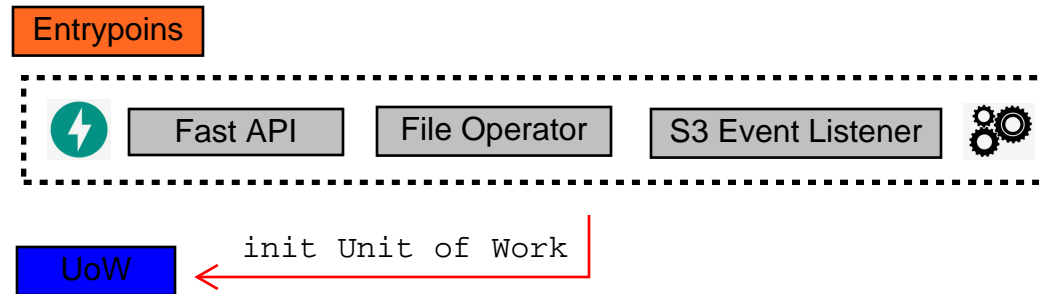 Entrypoins
Fast API
File Operator
S3 Event Listener
init Unit of Work
UoW